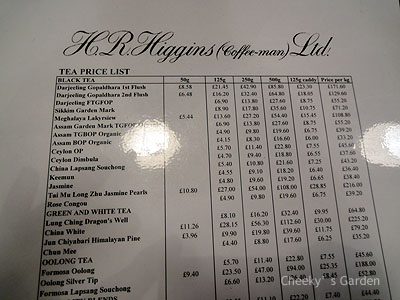 H.R. Higgins (Coffee-man) Ltd.
TEA PRICE LIST
BLACK TEA 50g 125g 250g 500g 125g caddy Price per kg
Darjeeling Gopaldhara 1st Flush £8.58 £21.45 £42.90 £85.80 £23.30 £171.60
Darjeeling Gopaldhara 2nd Flush £6.48 £16.20 £32.40 £64.80 £18.05 £129.60
Darjeeling FTGFOP £6.90 £13.80 £27.60 £8.75 £55.20
Sikkim Garden Mark £8.90 £17.80 £35.60 £10.75 £71.20
Meghalaya Lakyrsiew £5.44 £13.60 £27.20 £54.40 £15.45 £108.80
Assam Garden Mark TGFOP £6.90 £13.80 £27.60 £8.75 £55.20
Assam TGBOP Organic £4.90 £9.80 £19.60 £6.75 £39.20
Assam BOP Organic £4.15 £8.30 £16.60 £6.00 £33.20
Ceylon OP £5.70 £11.40 £22.80 £7.55 £45.60
Ceylon Dimbula £4.70 £9.40 £18.80 £6.55 £37.60
China Lapsang Souchong £5.40 £10.80 £21.60 £7.25 £43.20
Keemun £4.55 £9.10 £18.20 £6.40 £36.40
Jasmine £4.80 £9.60 £19.20 £6.65 £38.40
Tai Mu Long Zhu Jasmine Pearls £10.80 £27.00 £54.00 £108.00 £28.85 £216.00
Rose Congou £4.90 £9.80 £19.60 £6.75 £39.20
GREEN AND WHITE TEA
Lung Ching Dragon's Well £8.10 £16.20 £32.40 £9.95 £64.80
China White £11.26 £28.15 £56.30 £112.60 £30.00 £225.20
Jun Chiyabari Himalayan Pine £3.96 £9.90 £19.80 £39.60 £11.75 £79.20
Chun Mee £4.40 £8.80 £17.60 £6.25 £35.20
OOLONG TEA
Formosa Oolong £5.70 £11.40 £22.80 £7.55 £45.60
Oolong Silver Tip £9.40 £23.50 £47.00 £94.00 £25.35 £188.00
Formosa Lapsang Souchong £6.60 £13.20 £8.45 £52.80
£22.20 £7.40 £44.40
Cheeky's Garden